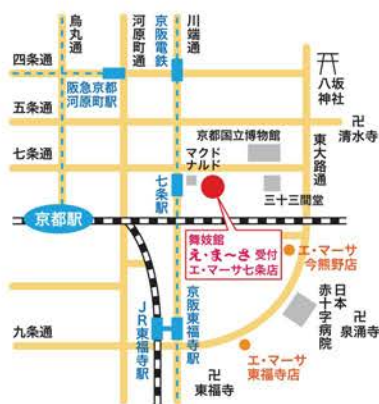 烏丸通
河原町通
京阪電鉄
川端通
四条通
阪急京都
河原町駅
八坂
神社
五条通
京都国立博物館
東大路通
清水寺
七条通
マクド
ナルド
七条駅
三十三間堂
京都駅
舞妓館
え・ま〜さ 受付
エ・マーサ七条店
エ・マーサ
今熊野店
日本
赤十字病院
泉涌寺
九条通
JR東福寺駅
京阪東福寺駅
東福寺
エ・マーサ
東福寺店